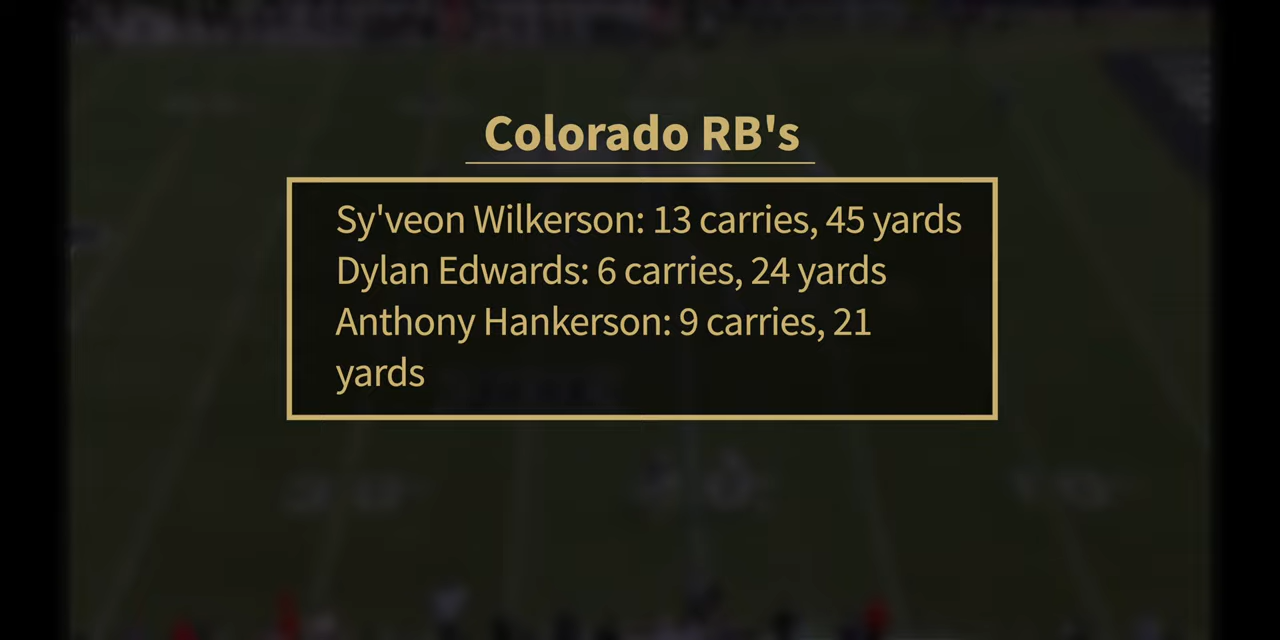 Colorado RB's
Sy'veon Wilkerson: 13 carries, 45 yards
Dylan Edwards: 6 carries, 24 yards
Anthony Hankerson: 9 carries, 21
yards